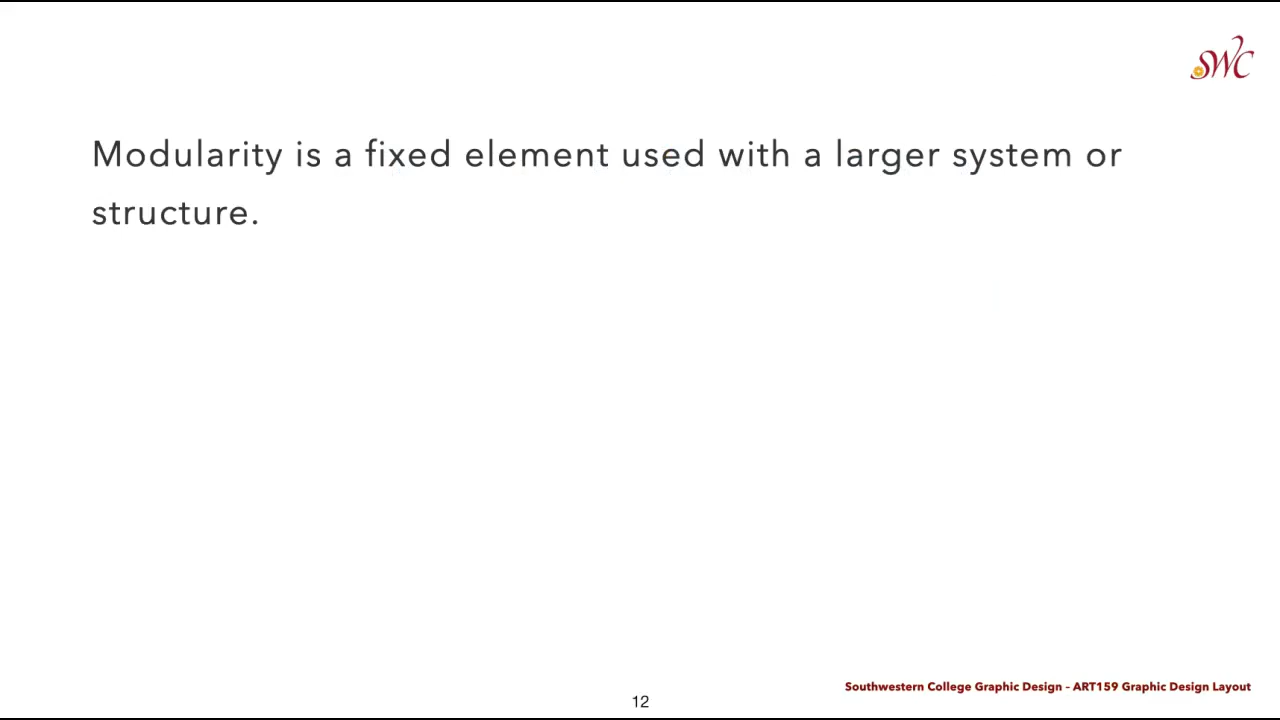 SWC
Modularity is a fixed element used with a larger system or
structure.
Southwestern College Graphic Design – ART159 Graphic Design Layout
12